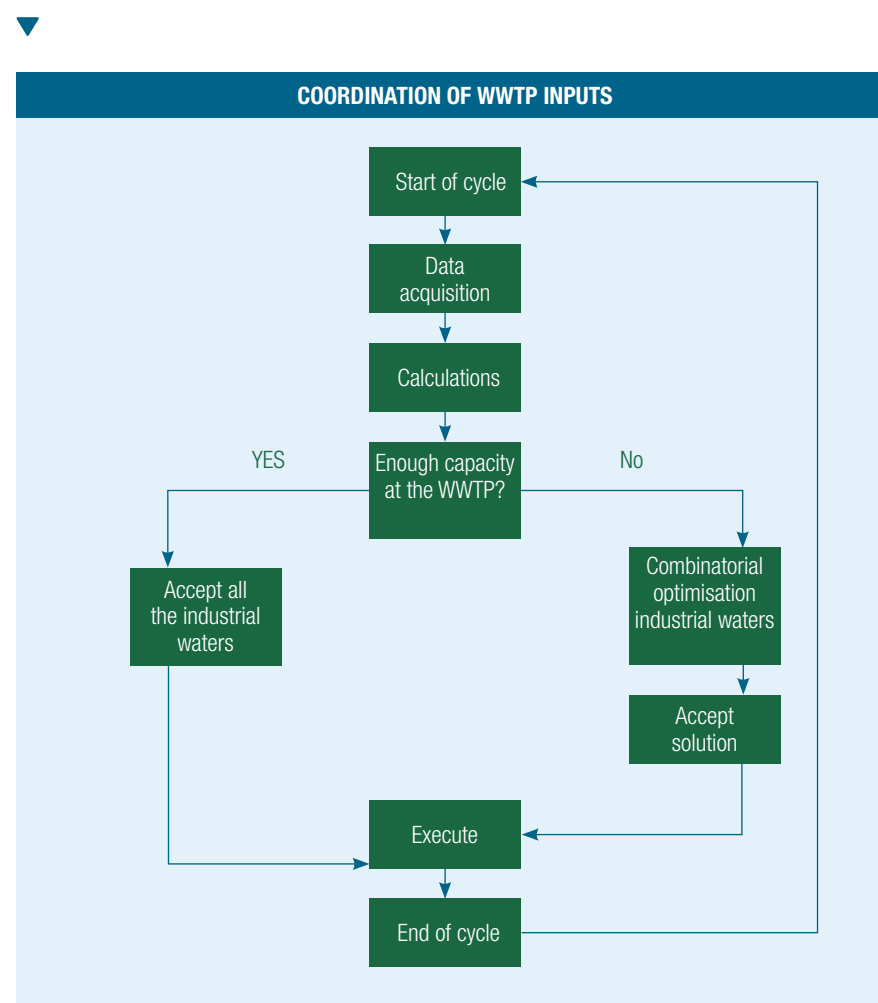 COORDINATION OF WWTP INPUTS
Start of cycle
Data
acquisition
Calculations
YES
Enough capacity
at the WWTP?
No
Accept all
the industrial
waters
Combinatorial
optimisation
industrial waters
Accept
solution
Execute
End of cycle